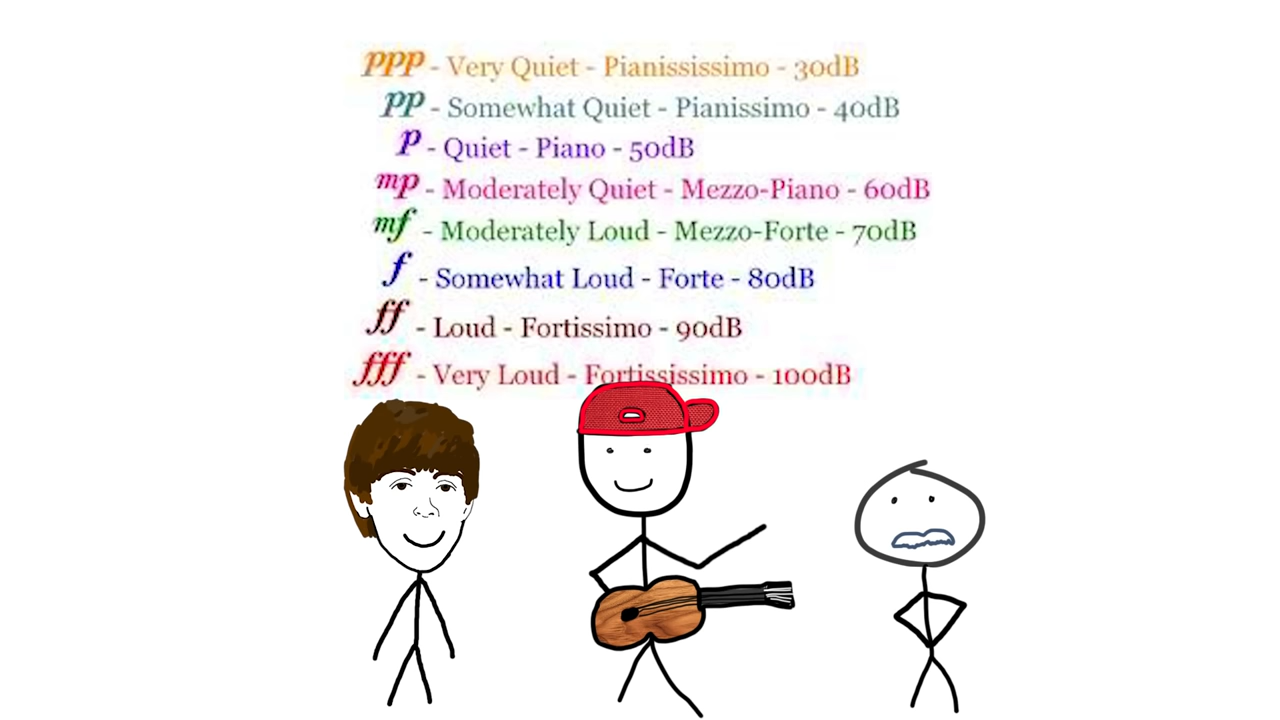 ppp - Very Quiet - Pianississimo - 30dB
pp - Somewhat Quiet - Pianissimo - 40dB
p - Quiet - Piano - 50dB
mp - Moderately Quiet - Mezzo-Piano - 60dB
mf - Moderately Loud - Mezzo-Forte - 70dB
f - Somewhat Loud - Forte - 80dB
ff - Loud - Fortissimo - 90dB
fff - Very Loud - Fortississimo - 100dB